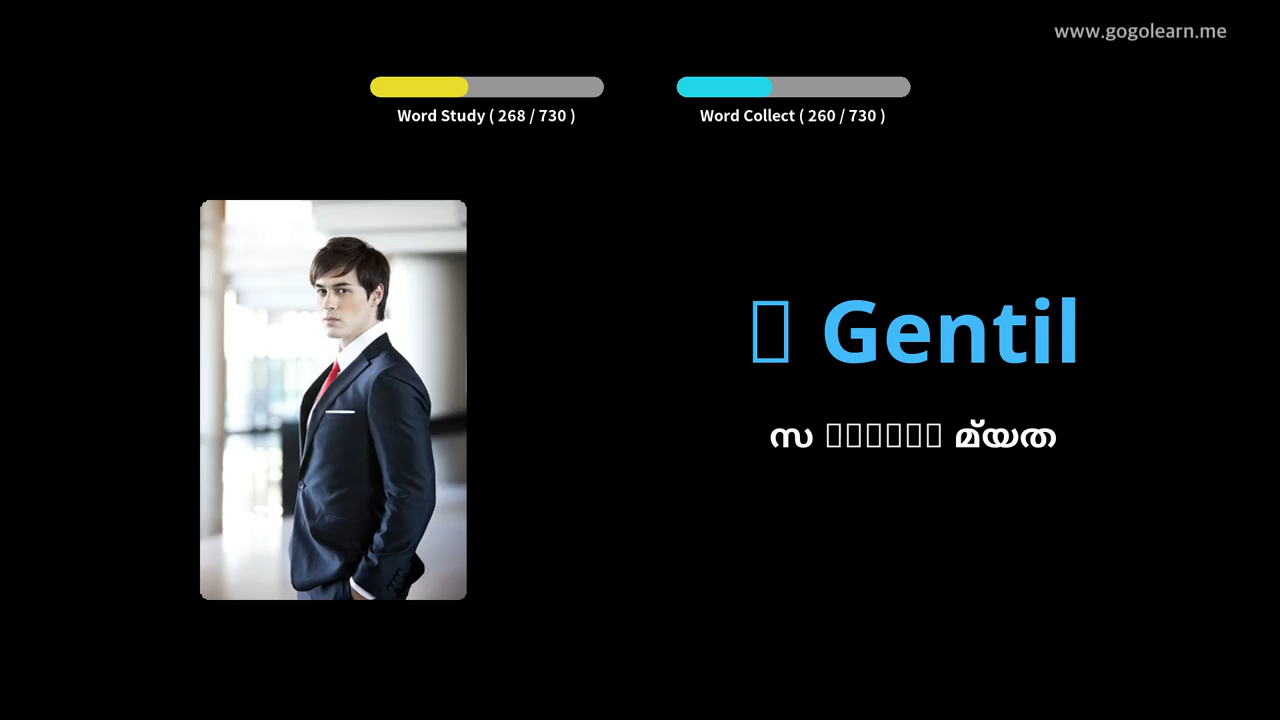 www.gogolearn.me
Word Study ( 268 / 730 )
Word Collect ( 260 / 730 )
Gentil
സ മ്യത